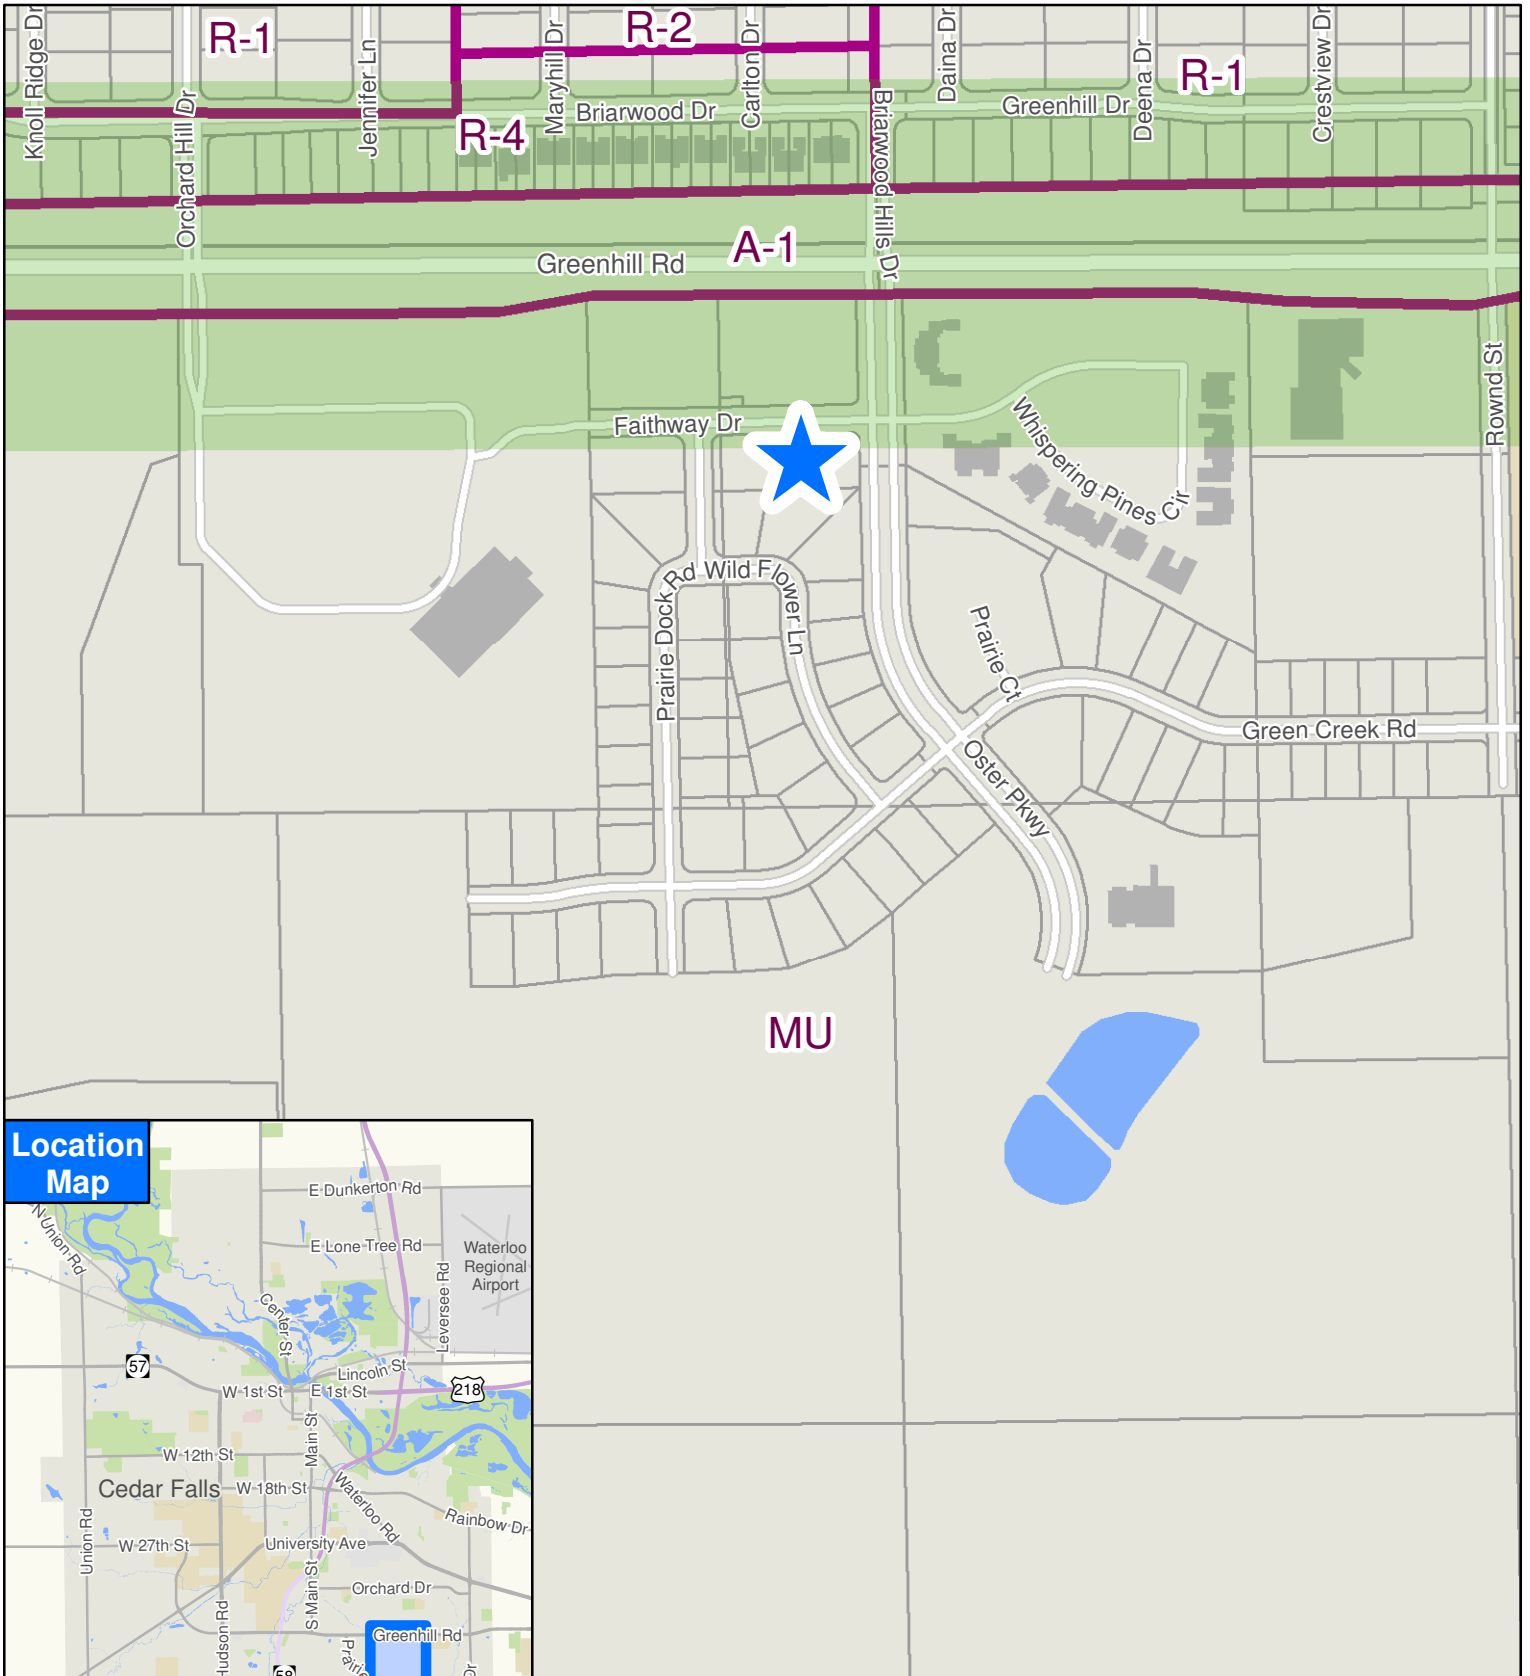 R-1
R-2
R-1
Knoll Ridge Dr
Jennifer Ln
Maryhill Dr
Carlton Dr
Daina Dr
Deena Dr
Crestview Dr
Orchard Hill Dr
Briarwood Dr
Greenhill Dr
R-4
Briarwood Hills Dr
A-1
Greenhill Rd
Rownd St
Faithway Dr
Whispering Pines Cir
Prairie Dock Rd
Wild Flower Ln
Prairie Ct
Green Creek Rd
Oster Pkwy
MU
Location
Map
N Union Rd
E Dunkerton Rd
E Lone Tree Rd
Waterloo
Regional
Airport
Leversee Rd
Center St
57
Lincoln St
W 1st St
E 1st St
218
Main St
W 12th St
Cedar Falls
W 18th St
Waterloo Rd
Rainbow Dr
Union Rd
W 27th St
University Ave
S Main St
Orchard Dr
Hudson Rd
Greenhill Rd
Prairie
Dr
58